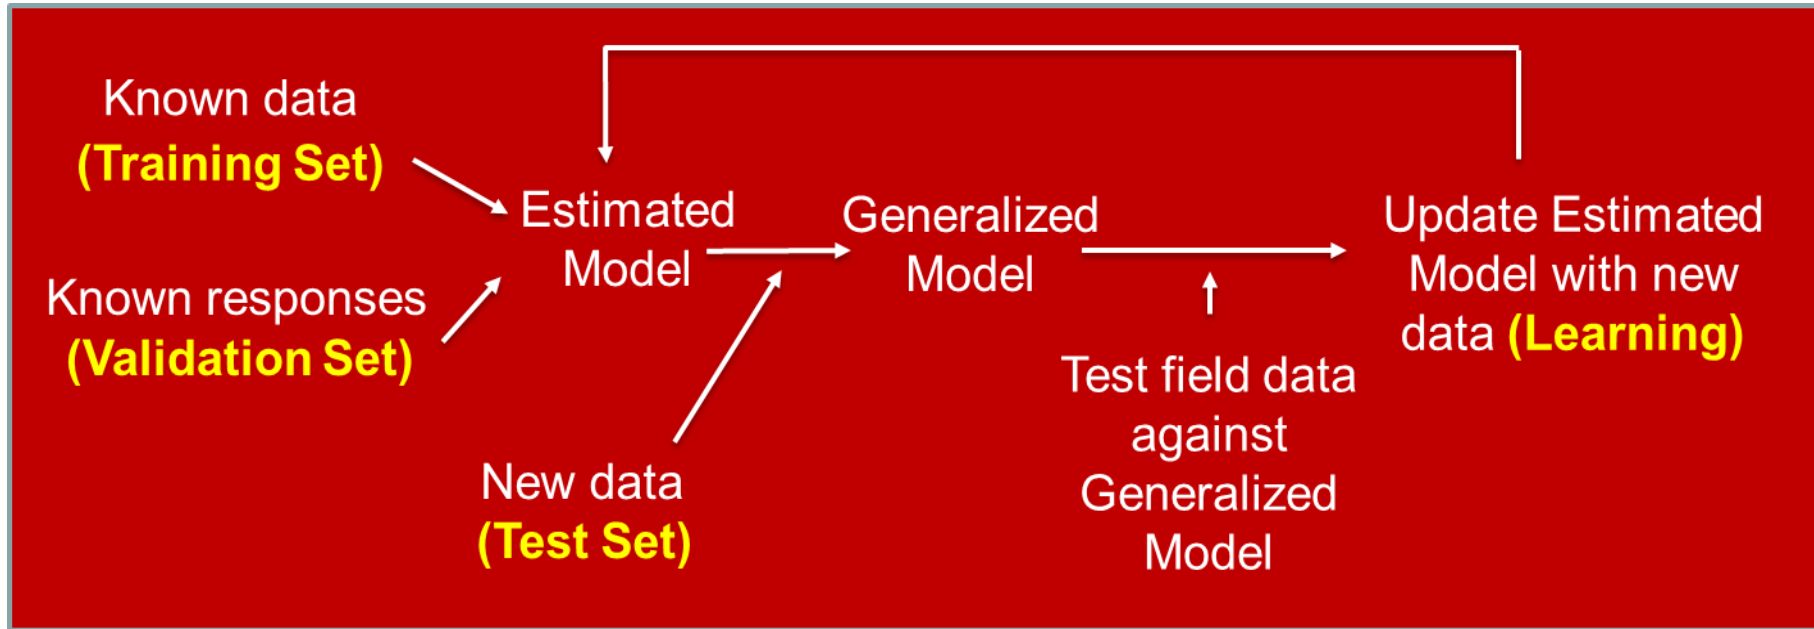 Known data
(Training Set)
Known responses
(Validation Set)
Estimated
Model
New data
(Test Set)
Generalized
Model
Test field data
against
Generalized
Model
Update Estimated
Model with new
data (Learning)